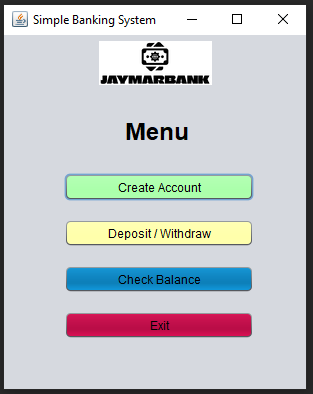 Simple Banking System
JAYMARBANK
Menu
Create Account
Deposit / Withdraw
Check Balance
Exit